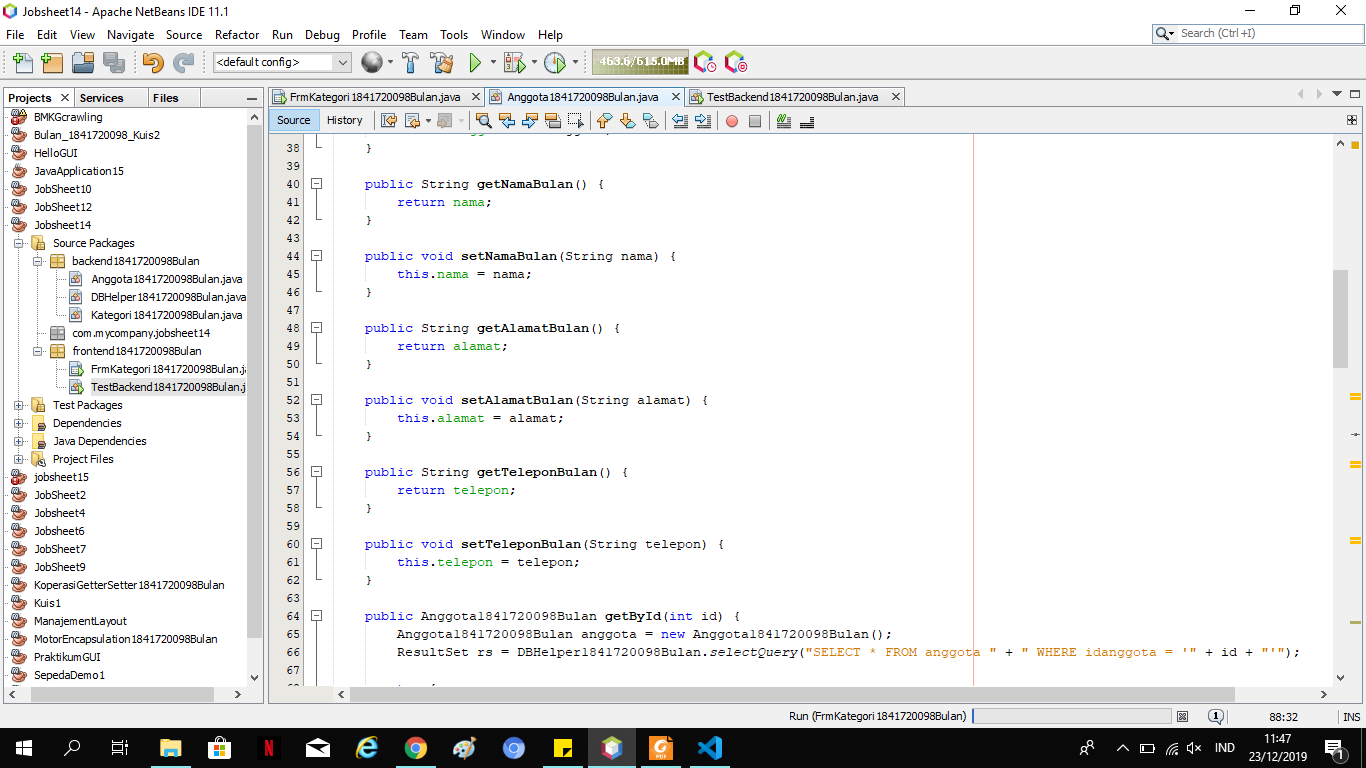 Jobsheet14 - Apache NetBeans IDE 11.1
File Edit View Navigate Source Refactor Run Debug Profile Team Tools Window Help
Search (Ctrl+I)
<default config>
463.6/615.0MB
Projects Services Files
FrmKategori1841720098Bulan.java Anggota1841720098Bulan.java TestBackend1841720098Bulan.java
Source History
BMKGcrawling
Bulan_1841720098_Kuis2
HelloGUI
JavaApplication15
JobSheet10
JobSheet12
Jobsheet14
Source Packages
backend1841720098Bulan
Anggota1841720098Bulan.java
DBHelper1841720098Bulan.java
Kategori1841720098Bulan.java
com.mycompany.jobsheet14
frontend1841720098Bulan
FrmKategori1841720098Bulan.ja
TestBackend1841720098Bulan.j
Test Packages
Dependencies
Java Dependencies
Project Files
jobsheet15
JobSheet2
Jobsheet4
Jobsheet6
JobSheet7
JobSheet9
KoperasiGetterSetter1841720098Bulan
Kuis1
ManajementLayout
MotorEncapsulation1841720098Bulan
PraktikumGUI
SepedaDemo1
38 }
39
40 public String getNamaBulan() {
41 return nama;
42 }
43
44 public void setNamaBulan(String nama) {
45 this.nama = nama;
46 }
47
48 public String getAlamatBulan() {
49 return alamat;
50 }
51
52 public void setAlamatBulan(String alamat) {
53 this.alamat = alamat;
54 }
55
56 public String getTeleponBulan() {
57 return telepon;
58 }
59
60 public void setTeleponBulan(String telepon) {
61 this.telepon = telepon;
62 }
63
64 public Anggota1841720098Bulan getById(int id) {
65 Anggota1841720098Bulan anggota = new Anggota1841720098Bulan();
66 ResultSet rs = DBHelper1841720098Bulan.selectQuery("SELECT * FROM anggota " + " WHERE idanggota = '" + id + "'");
67
Run (FrmKategori1841720098Bulan) 1 88:32 INS
IND 11:47
23/12/2019 1